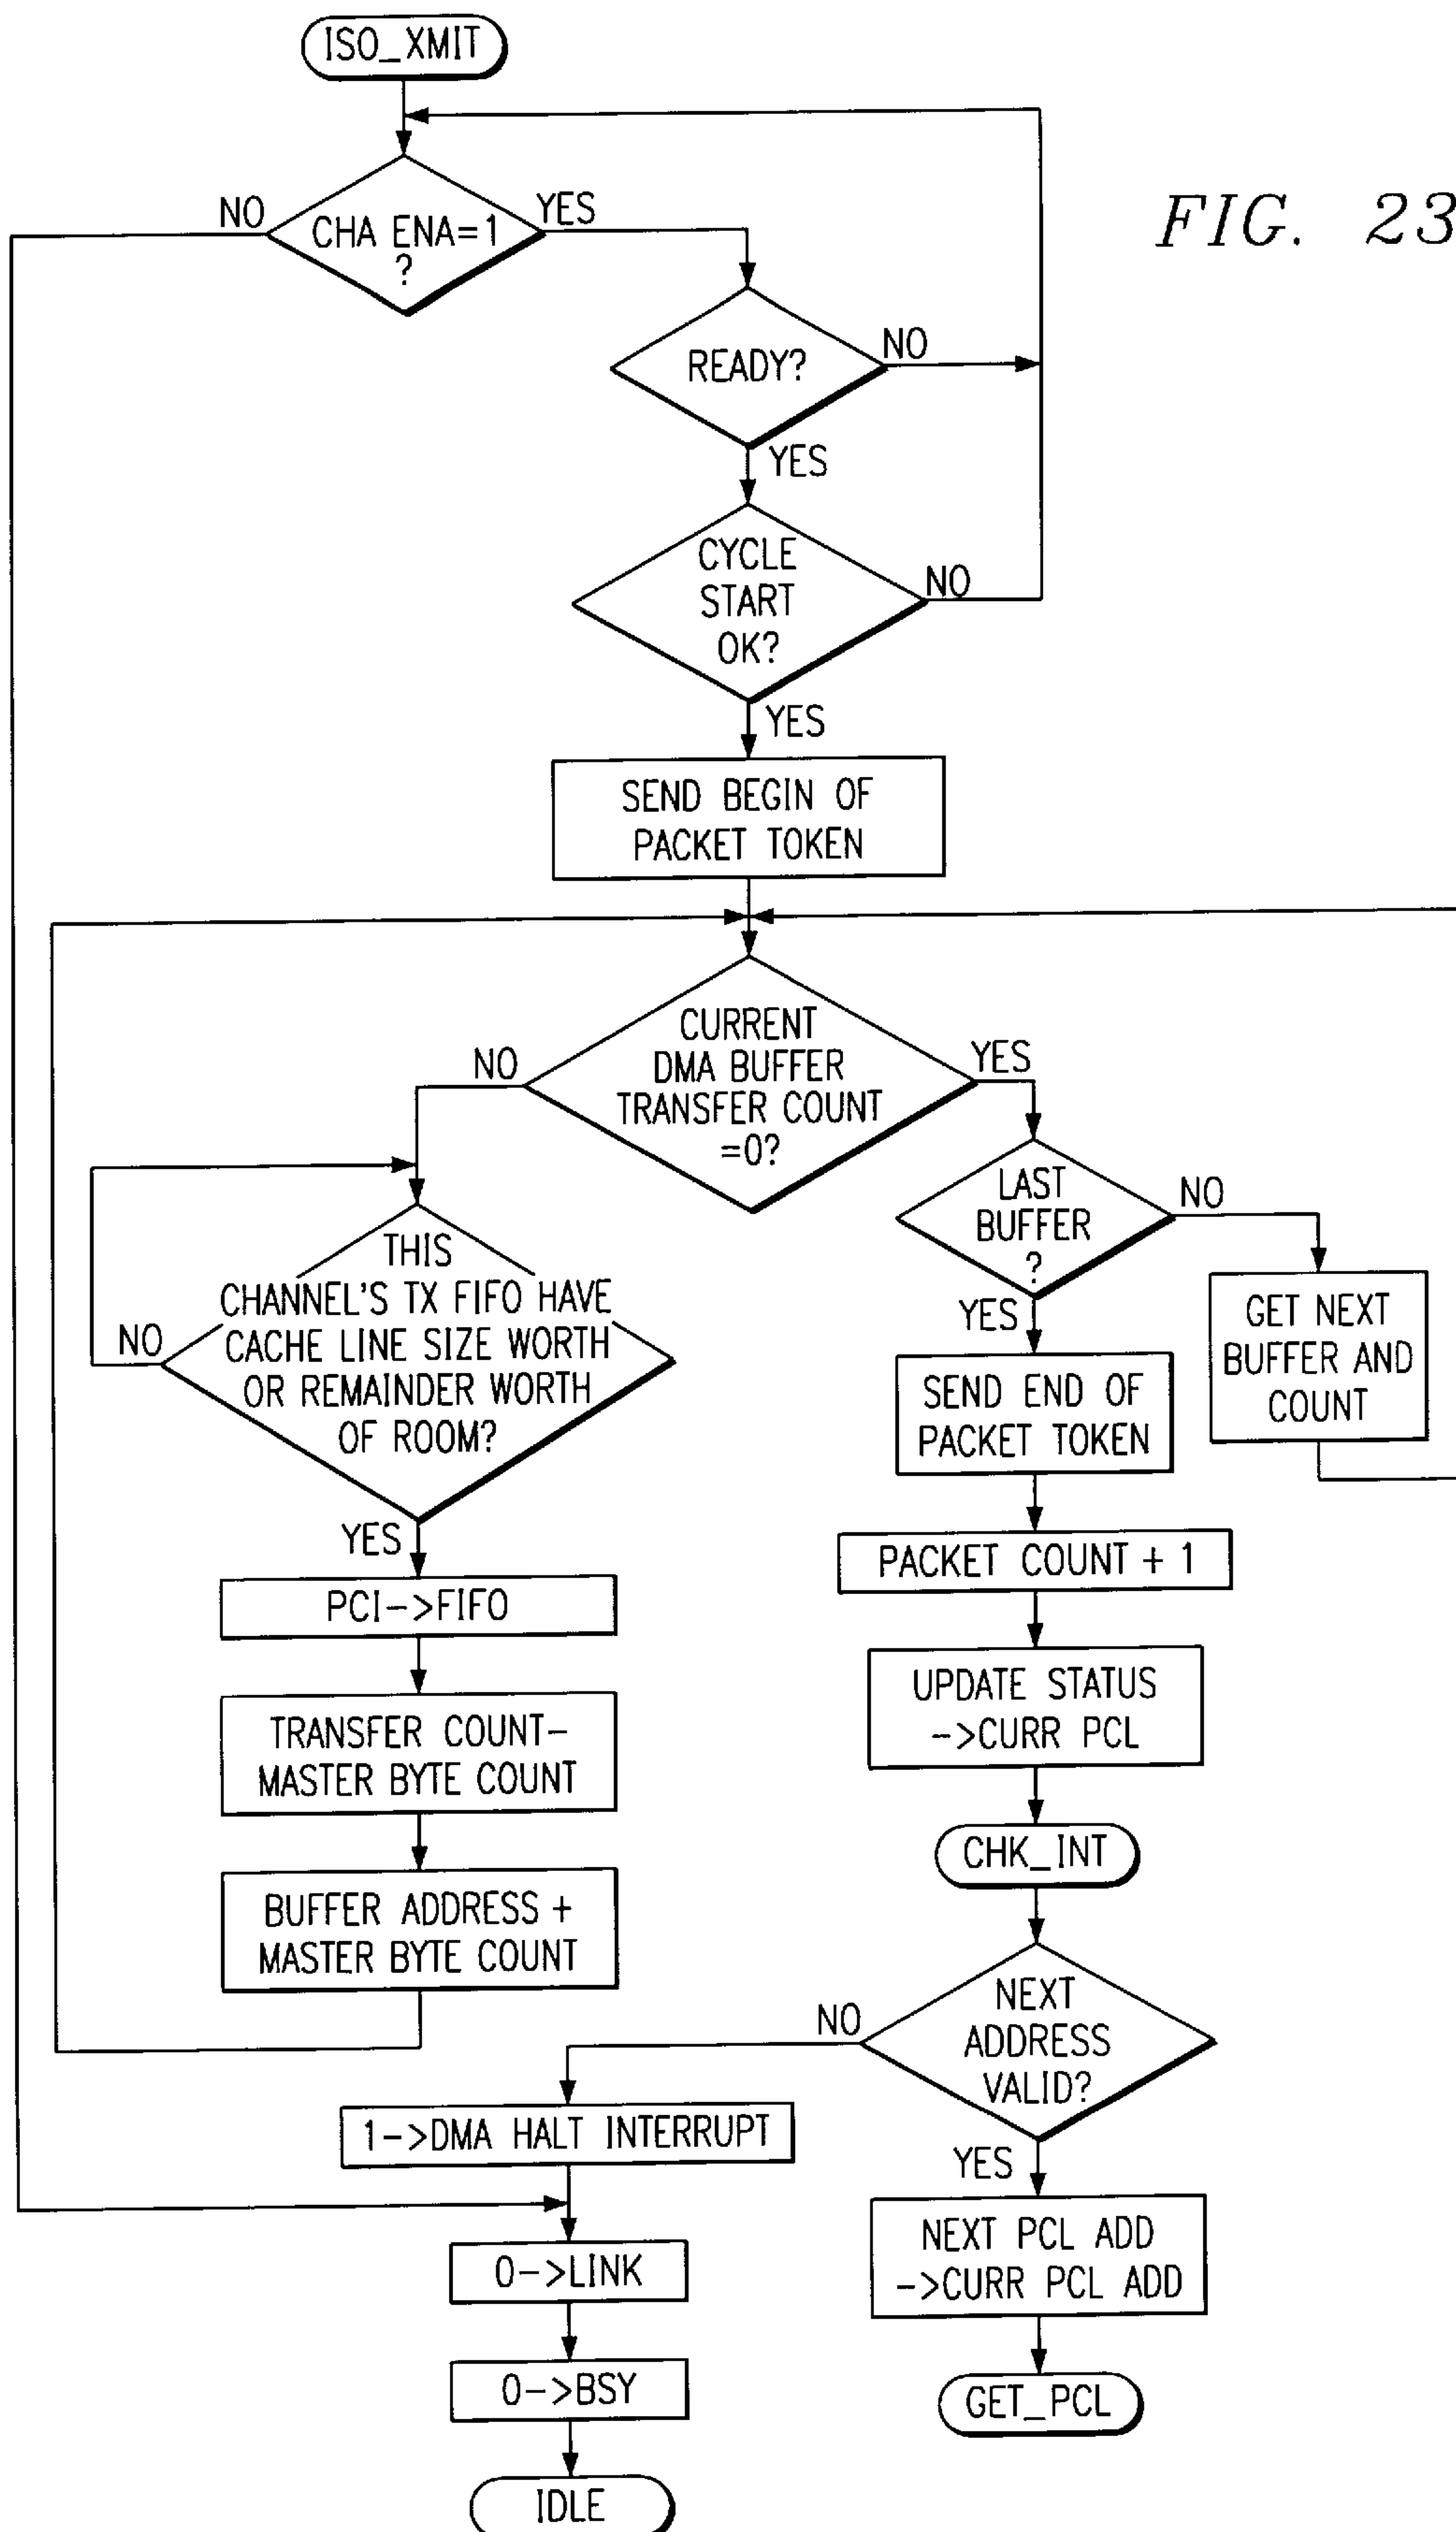 ISO_XMIT
FIG. 23
NO
CHA ENA=1
?
YES
READY?
NO
YES
CYCLE
START
OK?
NO
YES
SEND BEGIN OF
PACKET TOKEN
CURRENT
DMA BUFFER
TRANSFER COUNT
=0?
NO
YES
LAST
BUFFER
?
NO
YES
GET NEXT
BUFFER AND
COUNT
THIS
CHANNEL'S TX FIFO HAVE
CACHE LINE SIZE WORTH
OR REMAINDER WORTH
OF ROOM?
NO
YES
SEND END OF
PACKET TOKEN
PACKET COUNT + 1
PCI->FIFO
UPDATE STATUS
->CURR PCL
TRANSFER COUNT-
MASTER BYTE COUNT
CHK_INT
BUFFER ADDRESS +
MASTER BYTE COUNT
NEXT
ADDRESS
VALID?
NO
YES
1->DMA HALT INTERRUPT
NEXT PCL ADD
->CURR PCL ADD
0->LINK
0->BSY
GET_PCL
IDLE